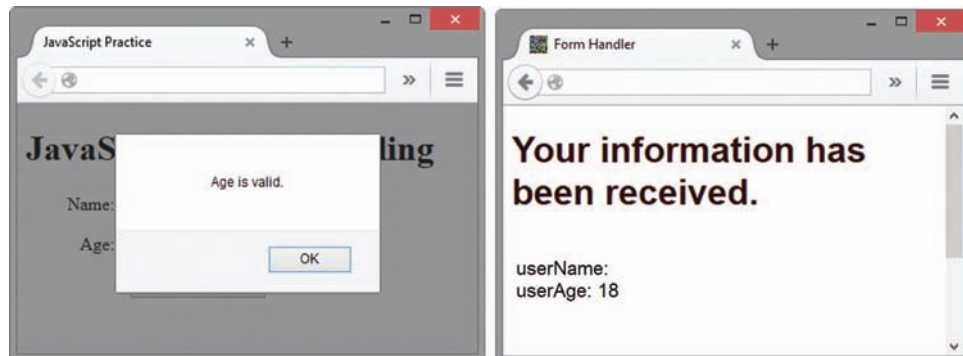 JavaScript Practice
JavaS
ling
Age is valid.
Name:
Age:
OK
Form Handler
Your information has
been received.
userName:
userAge: 18